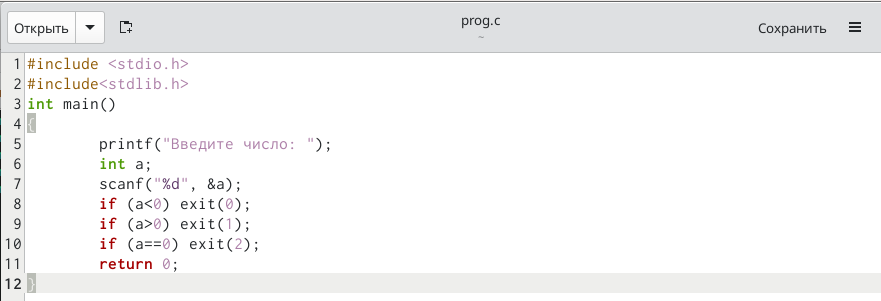 Открыть prog.c Сохранить
~
1 #include <stdio.h>
2 #include<stdlib.h>
3 int main()
4 {
5         printf("Введите число: ");
6         int a;
7         scanf("%d", &a);
8         if (a<0) exit(0);
9         if (a>0) exit(1);
10         if (a==0) exit(2);
11         return 0;
12 }